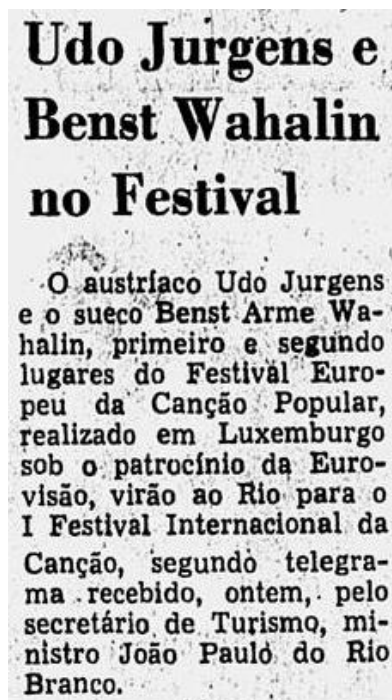 Udo Jurgens e
Benst Wahalin
no Festival
O austríaco Udo Jurgens
e o sueco Benst Arme Wa-
halin, primeiro e segundo
lugares do Festival Euro-
peu da Canção Popular,
realizado em Luxemburgo
sob o patrocínio da Euro-
visão, virão ao Rio para o
I Festival Internacional da
Canção, segundo telegra-
ma recebido, ontem, pelo
secretário de Turismo, mi-
nistro João Paulo do Rio
Branco.